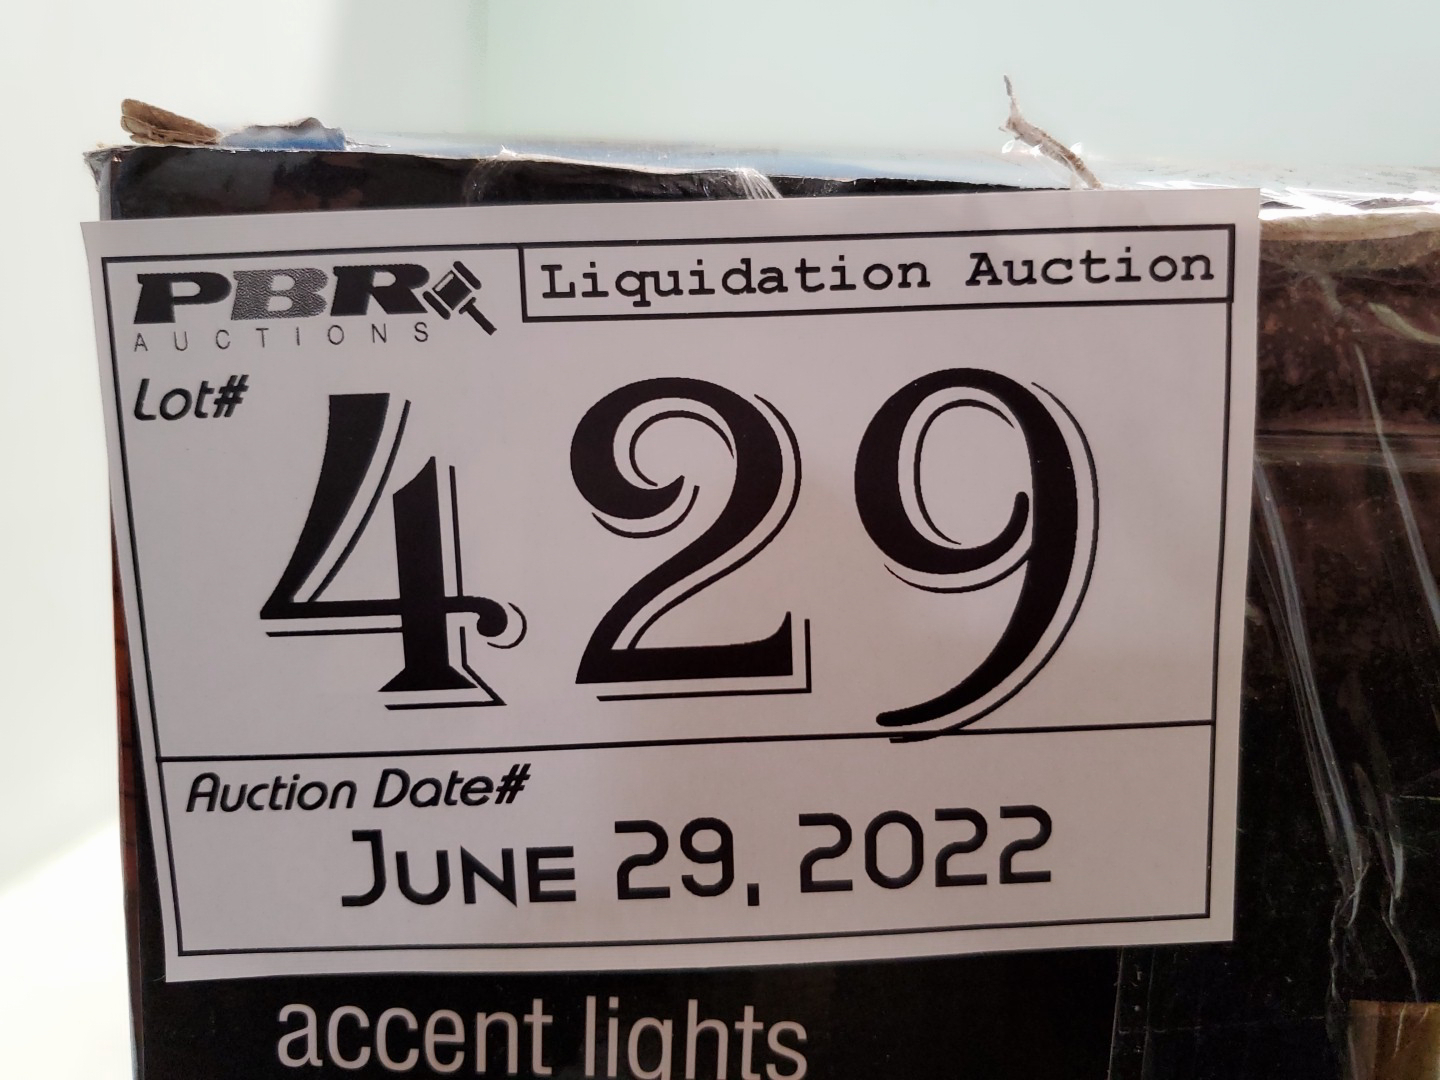 PBR
AUCTIONS
Liquidation Auction
Lot#
429
Auction Date#
June 29, 2022
accent lights